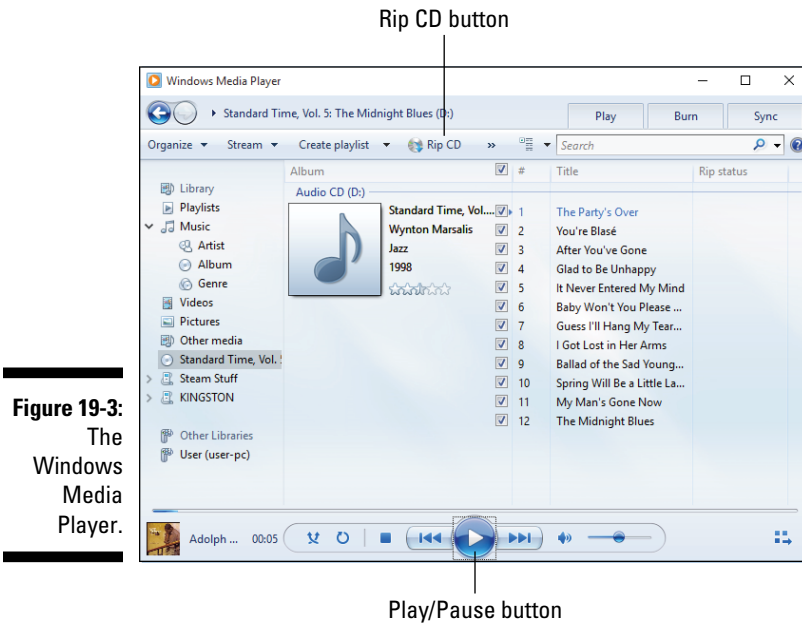 Rip CD button
Windows Media Player
Standard Time, Vol. 5: The Midnight Blues (D:)
Play Burn Sync
Organize Stream Create playlist Rip CD » Search
Album # Title Rip status
Audio CD (D:)
Library
Playlists
Music
Artist
Album
Genre
Videos
Pictures
Other media
Standard Time, Vol. 5
Steam Stuff
KINGSTON
Other Libraries
User (user-pc)
Standard Time, Vol....
Wynton Marsalis
Jazz
1998
1 The Party's Over
2 You're Blasé
3 After You've Gone
4 Glad to Be Unhappy
5 It Never Entered My Mind
6 Baby Won't You Please ...
7 Guess I'll Hang My Tear...
8 I Got Lost in Her Arms
9 Ballad of the Sad Young...
10 Spring Will Be a Little La...
11 My Man's Gone Now
12 The Midnight Blues
Adolph ... 00:05
Play/Pause button
Figure 19-3:
The
Windows
Media
Player.